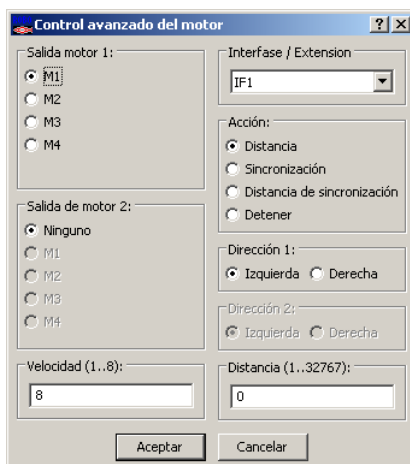 Control avanzado del motor
Salida motor 1:
M1
M2
M3
M4
Salida de motor 2:
Ninguno
M1
M2
M3
M4
Velocidad (1..8):
8
Interfase / Extension
IF1
Acción:
Distancia
Sincronización
Distancia de sincronización
Detener
Dirección 1:
Izquierda Derecha
Dirección 2:
Izquierda Derecha
Distancia (1..32767):
0
Aceptar Cancelar